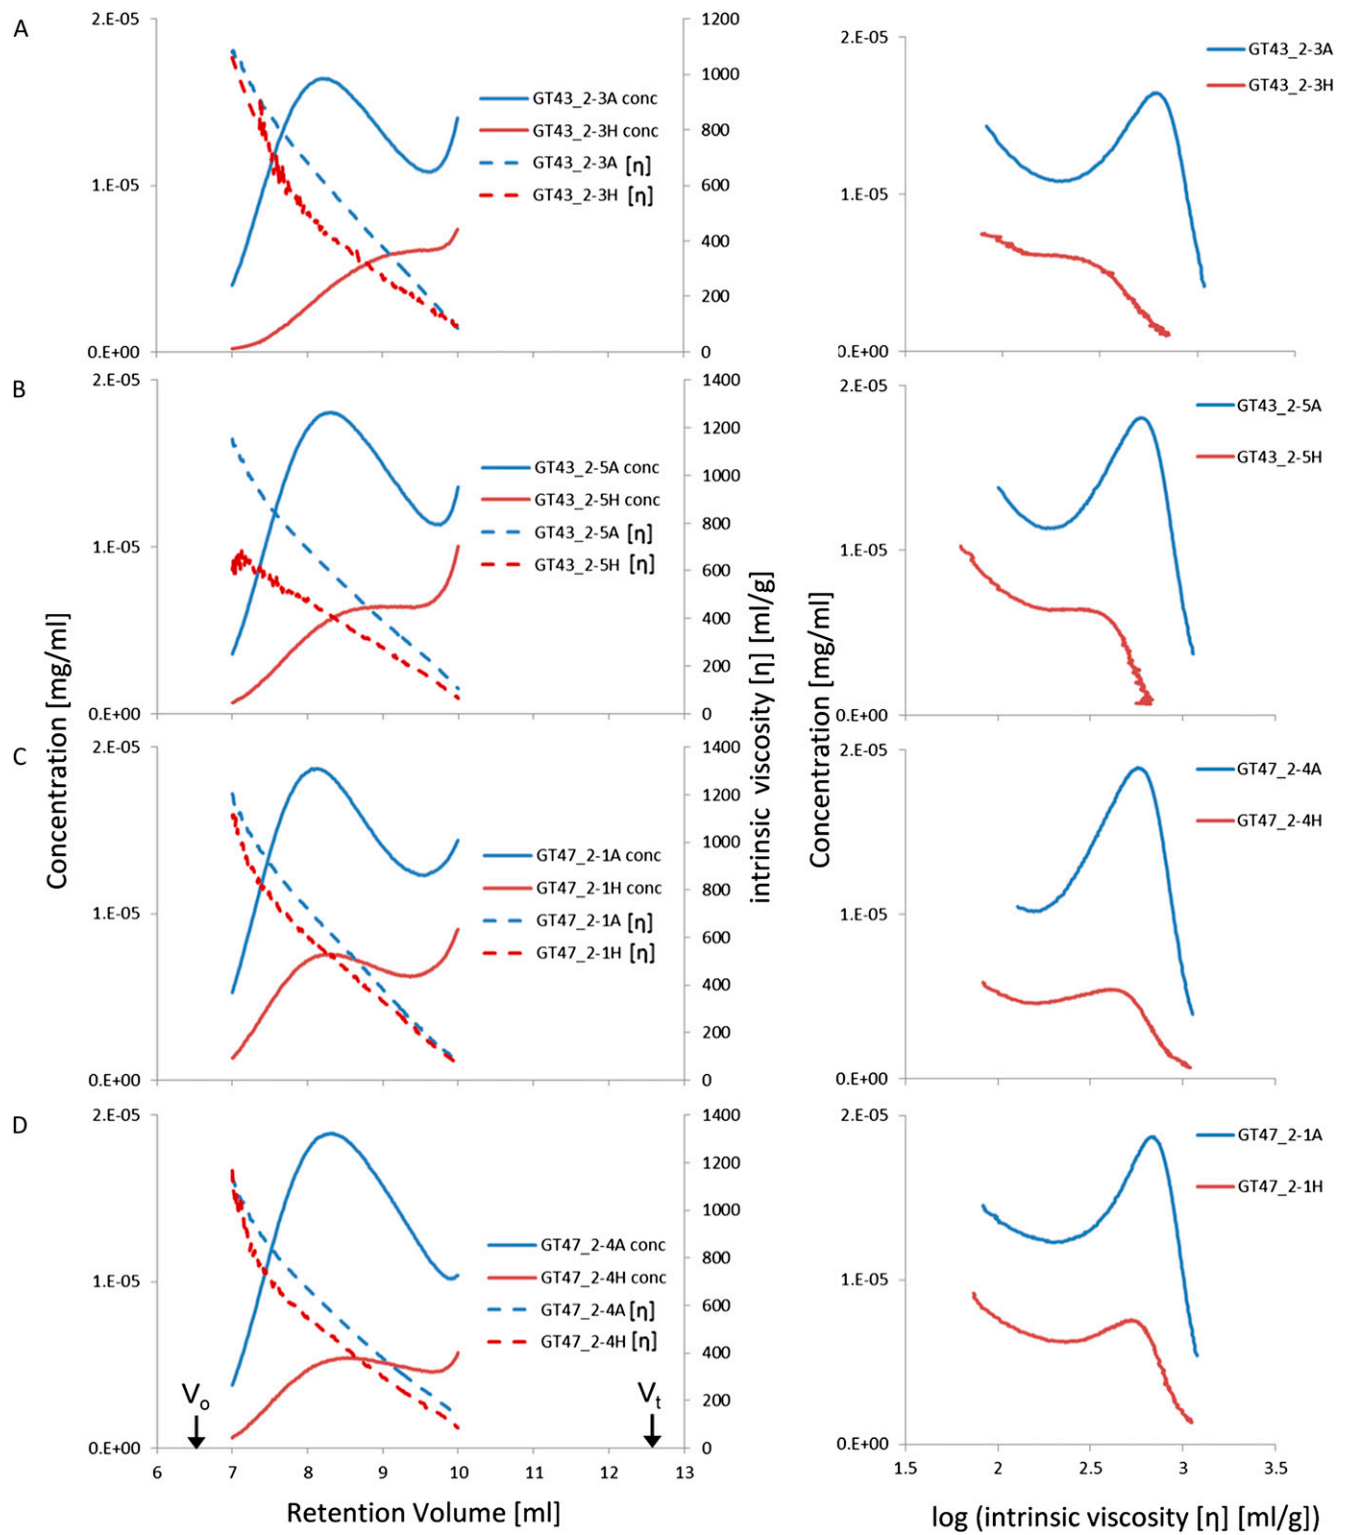 A
2.E-05
1.E-05
0.E+00
1200
1000
800
600
400
200
0
GT43_2-3A conc
GT43_2-3H conc
GT43_2-3A [η]
GT43_2-3H [η]
2.E-05
1.E-05
0.E+00
GT43_2-3A
GT43_2-3H
B
2.E-05
1.E-05
0.E+00
1400
1200
1000
800
600
400
200
0
GT43_2-5A conc
GT43_2-5H conc
GT43_2-5A [η]
GT43_2-5H [η]
2.E-05
1.E-05
0.E+00
GT43_2-5A
GT43_2-5H
Concentration [mg/ml]
intrinsic viscosity [η] [ml/g]
Concentration [mg/ml]
C
2.E-05
1.E-05
0.E+00
1400
1200
1000
800
600
400
200
0
GT47_2-1A conc
GT47_2-1H conc
GT47_2-1A [η]
GT47_2-1H [η]
2.E-05
1.E-05
0.E+00
GT47_2-4A
GT47_2-4H
D
2.E-05
1.E-05
0.E+00
1400
1200
1000
800
600
400
200
0
GT47_2-4A conc
GT47_2-4H conc
GT47_2-4A [η]
GT47_2-4H [η]
Vo
Vt
6 7 8 9 10 11 12 13
Retention Volume [ml]
2.E-05
1.E-05
0.E+00
GT47_2-1A
GT47_2-1H
1.5 2 2.5 3 3.5
log (intrinsic viscosity [η] [ml/g])